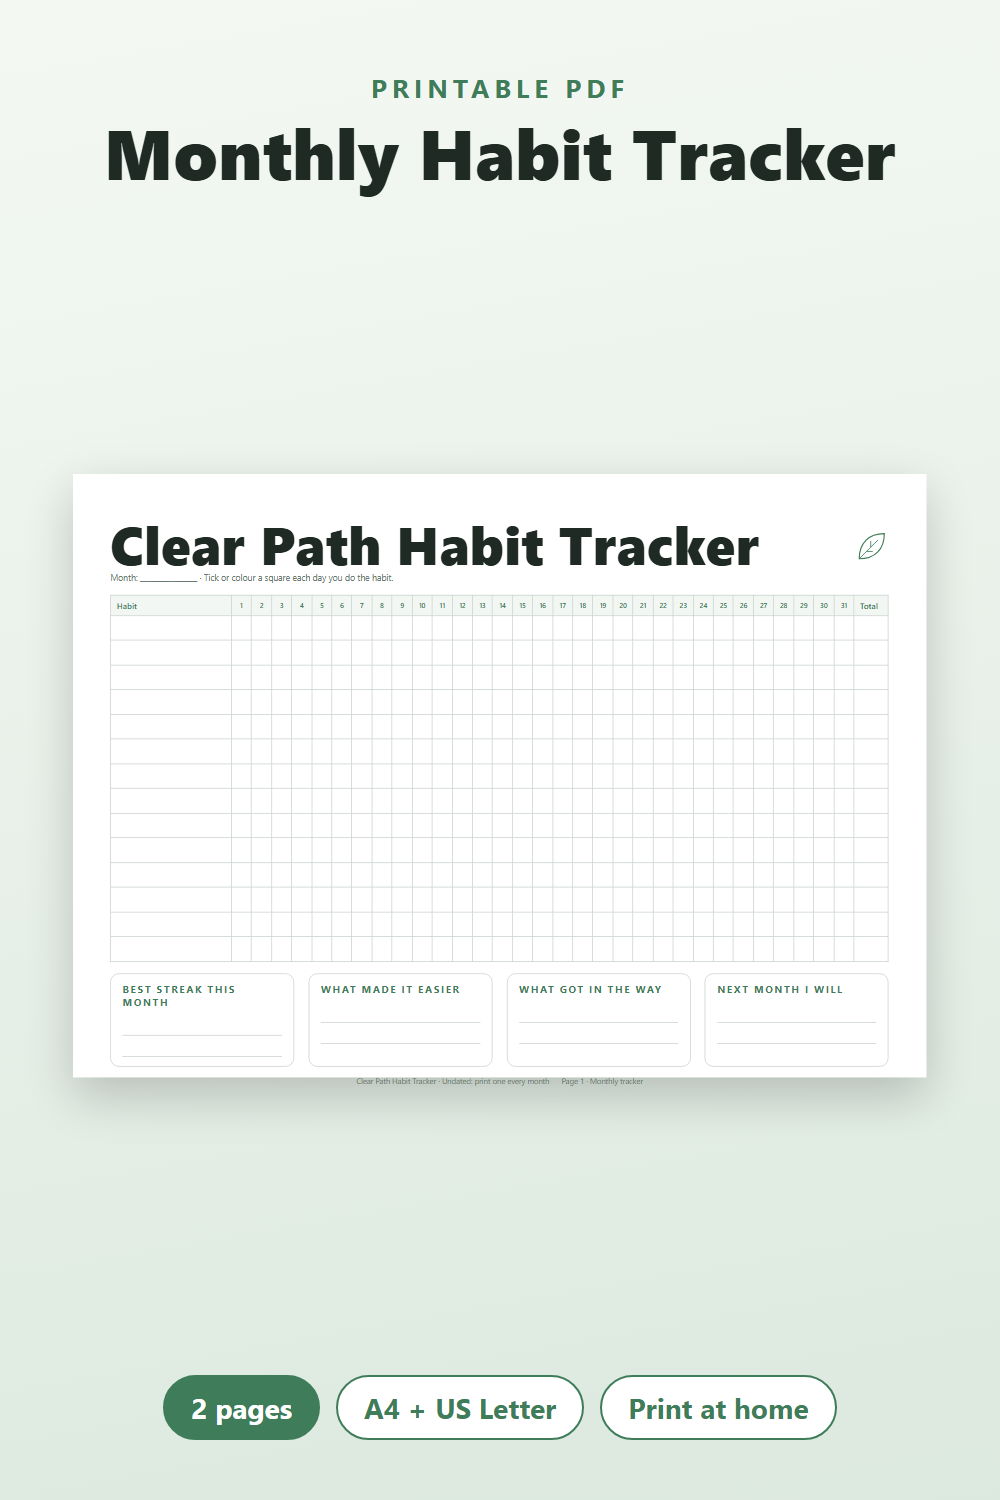 PRINTABLE PDF
Monthly Habit Tracker
Clear Path Habit Tracker
Month: ____________ · Tick or colour a square each day you do the habit.
Habit 1 2 3 4 5 6 7 8 9 10 11 12 13 14 15 16 17 18 19 20 21 22 23 24 25 26 27 28 29 30 31 Total
BEST STREAK THIS
MONTH
WHAT MADE IT EASIER
WHAT GOT IN THE WAY
NEXT MONTH I WILL
Clear Path Habit Tracker · Undated: print one every month Page 1 · Monthly tracker
2 pages
A4 + US Letter
Print at home